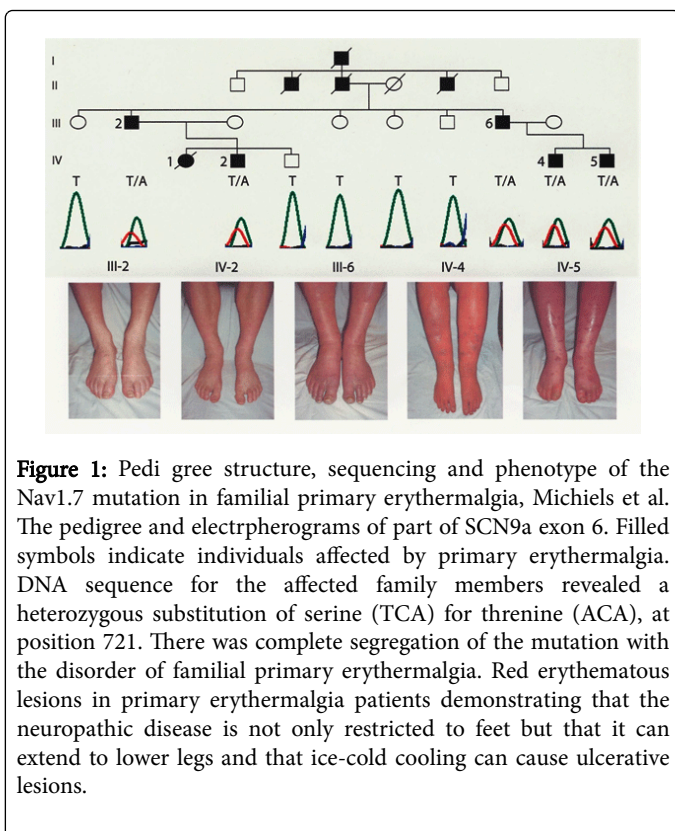 I
II
III 2 6
IV 1 2 4 5
T T/A T/A T T T T T/A T/A T/A
III-2 IV-2 III-6 IV-4 IV-5
Figure 1: Pedi gree structure, sequencing and phenotype of the
Nav1.7 mutation in familial primary erythermalgia, Michiels et al.
The pedigree and electrpherograms of part of SCN9a exon 6. Filled
symbols indicate individuals affected by primary erythermalgia.
DNA sequence for the affected family members revealed a
heterozygous substitution of serine (TCA) for threnine (ACA), at
position 721. There was complete segregation of the mutation with
the disorder of familial primary erythermalgia. Red erythematous
lesions in primary erythermalgia patients demonstrating that the
neuropathic disease is not only restricted to feet but that it can
extend to lower legs and that ice-cold cooling can cause ulcerative
lesions.